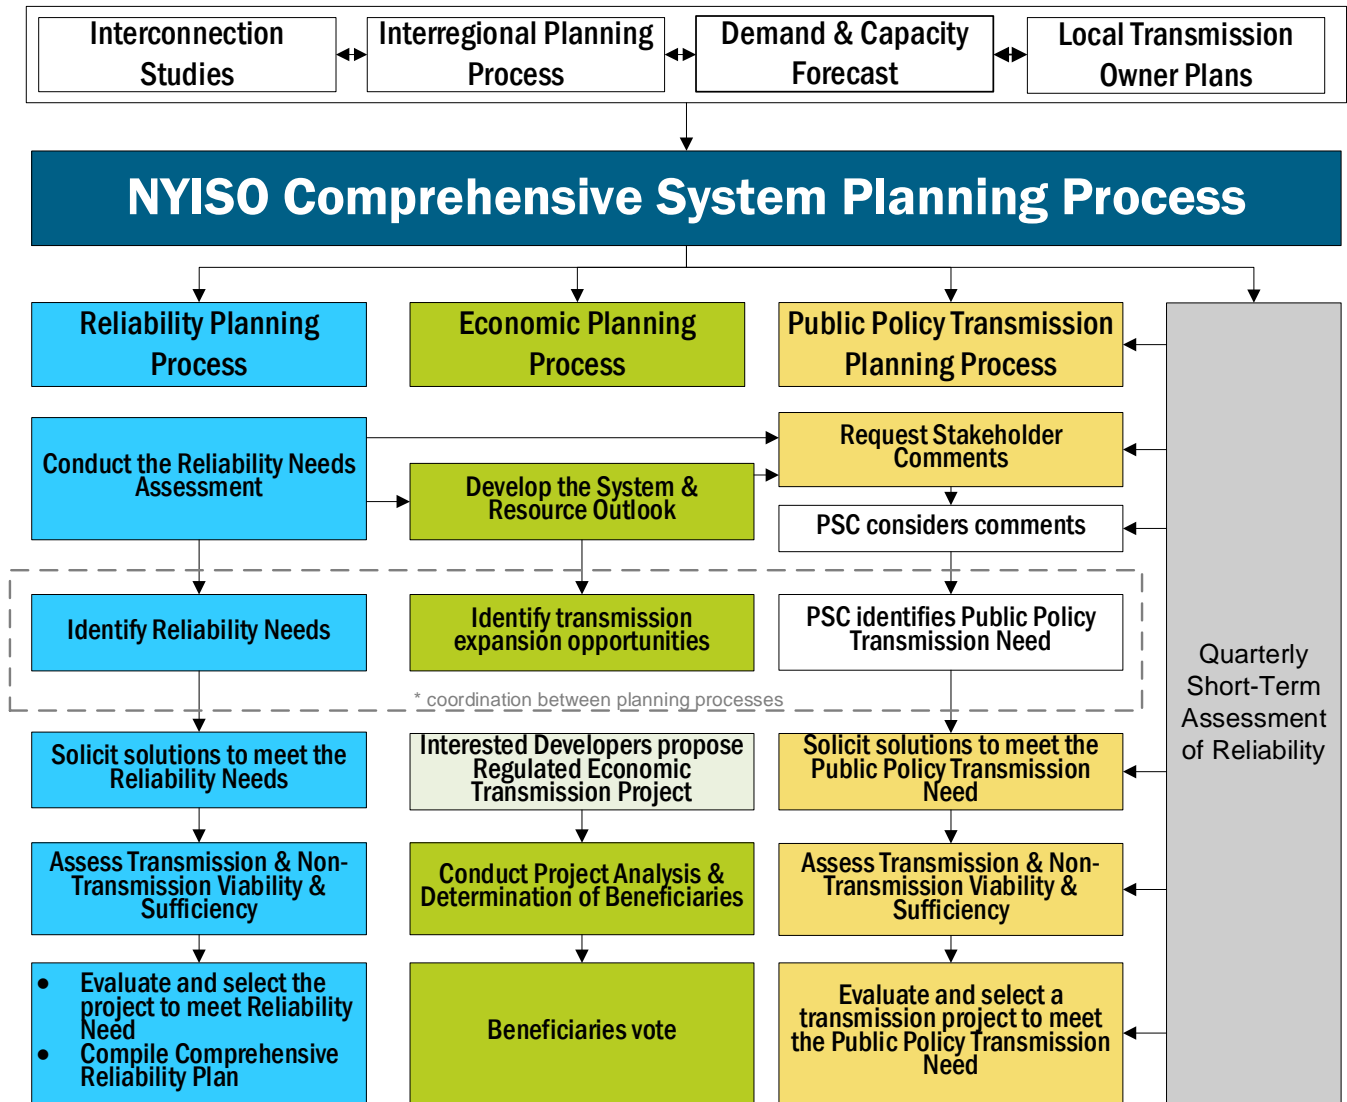 Interconnection
Studies
Interregional Planning
Process
Demand & Capacity
Forecast
Local Transmission
Owner Plans
NYISO Comprehensive System Planning Process
Reliability Planning
Process
Economic Planning
Process
Public Policy Transmission
Planning Process
Conduct the Reliability Needs
Assessment
Develop the System &
Resource Outlook
Request Stakeholder
Comments
PSC considers comments
Identify Reliability Needs
Identify transmission
expansion opportunities
PSC identifies Public Policy
Transmission Need
* coordination between planning processes
Quarterly
Short-Term
Assessment
of Reliability
Solicit solutions to meet the
Reliability Needs
Interested Developers propose
Regulated Economic
Transmission Project
Solicit solutions to meet the
Public Policy Transmission
Need
Assess Transmission & Non-
Transmission Viability &
Sufficiency
Conduct Project Analysis &
Determination of Beneficiaries
Assess Transmission & Non-
Transmission Viability &
Sufficiency
• Evaluate and select the
project to meet Reliability
Need
• Compile Comprehensive
Reliability Plan
Beneficiaries vote
Evaluate and select a
transmission project to meet
the Public Policy Transmission
Need